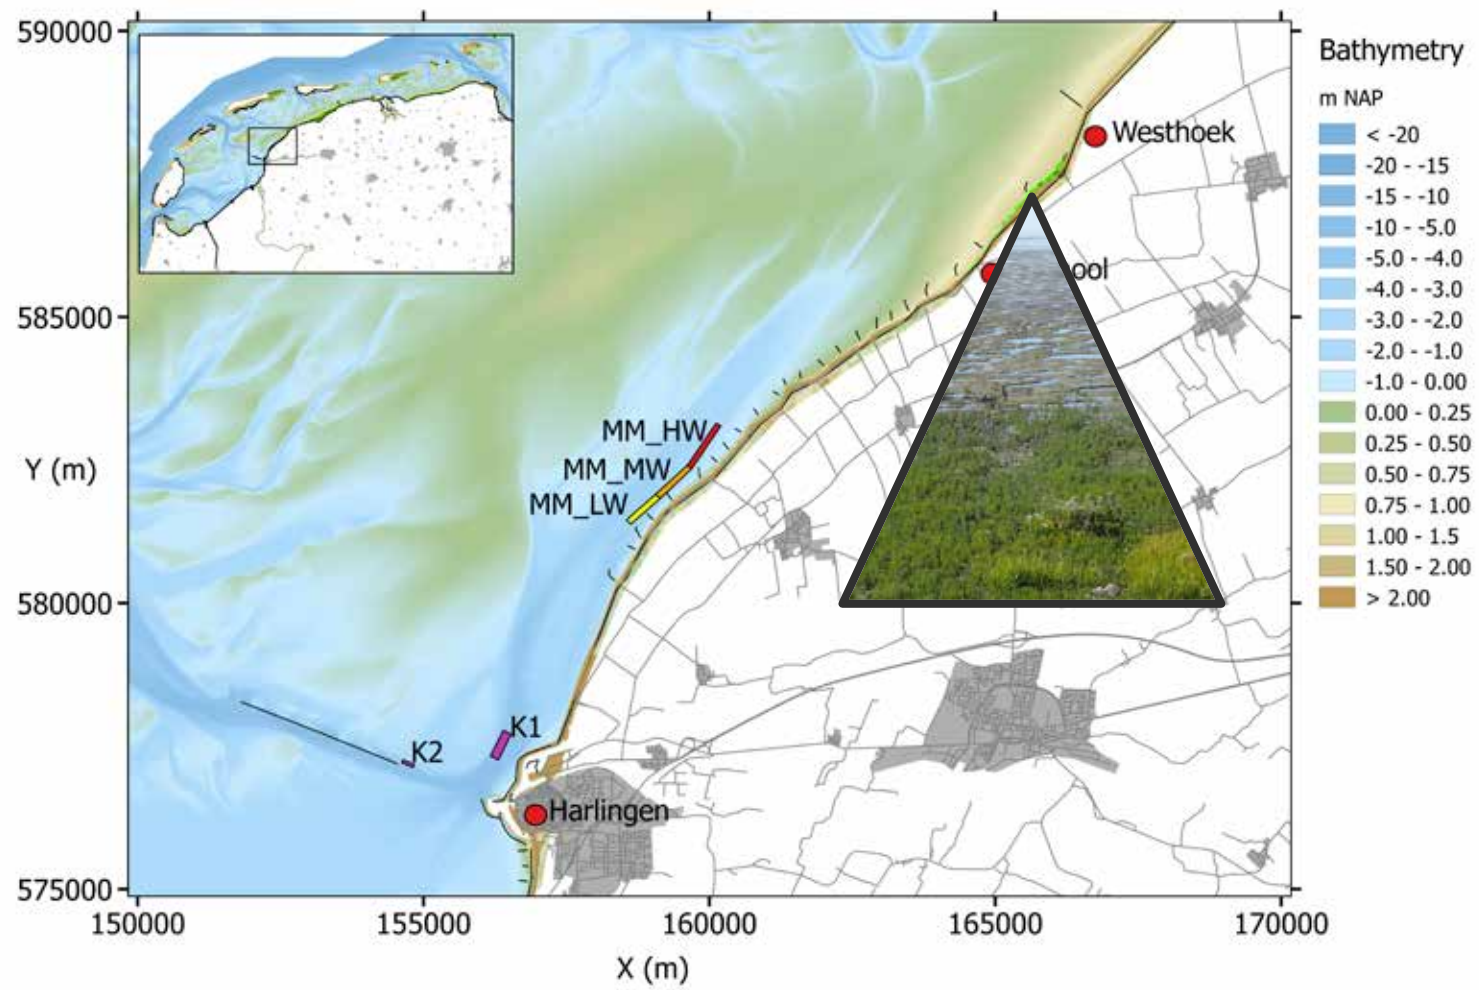 590000
Bathymetry
m NAP
Westhoek
< -20
-20 - -15
-15 - -10
-10 - -5.0
-5.0 - -4.0
-4.0 - -3.0
-3.0 - -2.0
-2.0 - -1.0
-1.0 - 0.00
0.00 - 0.25
0.25 - 0.50
0.50 - 0.75
0.75 - 1.00
1.00 - 1.5
1.50 - 2.00
> 2.00
ool
585000
MM_HW
MM_MW
MM_LW
Y (m)
580000
K1
K2
Harlingen
575000
150000
155000
160000
165000
170000
X (m)